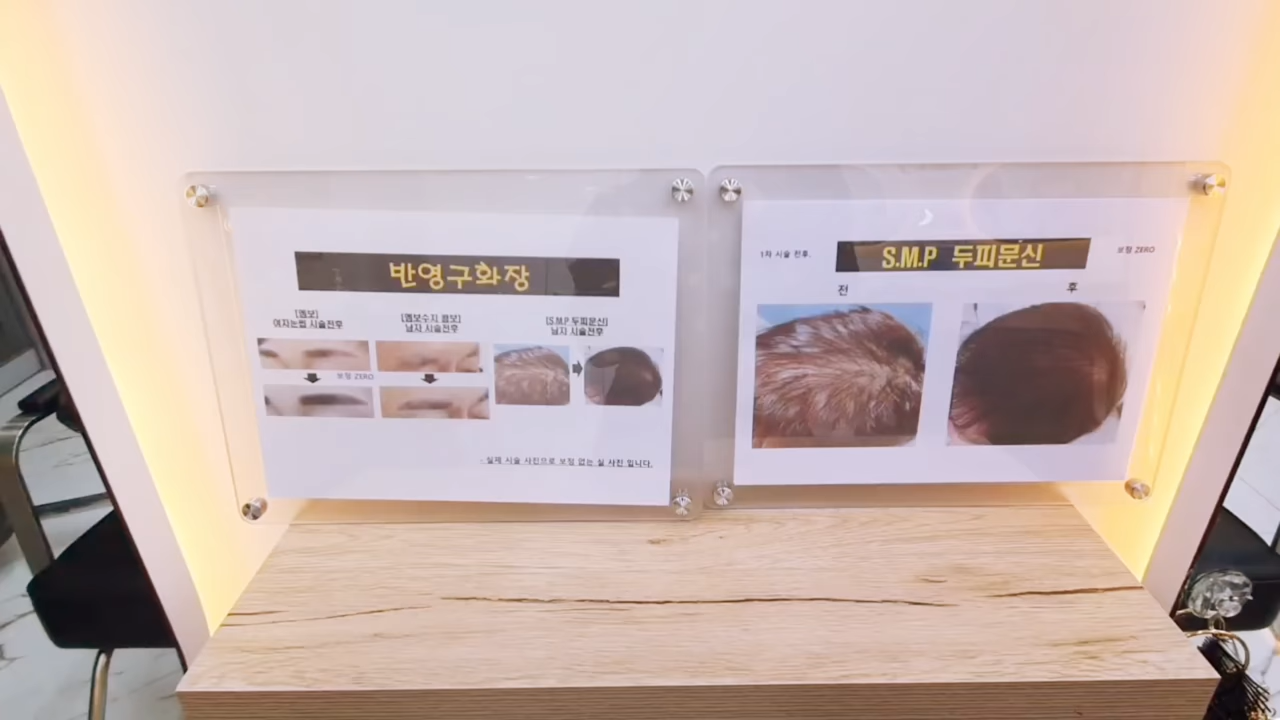 반영구화장
[엠보]
여자눈썹 시술전후
[엠보수지 콤보]
남자 시술전후
[S.M.P 두피문신]
남자 시술전후
보정 ZERO
- 실제 시술 사진으로 보정 없는 실 사진 입니다.
1차 시술 전후.
S.M.P 두피문신
보정 ZERO
전
후